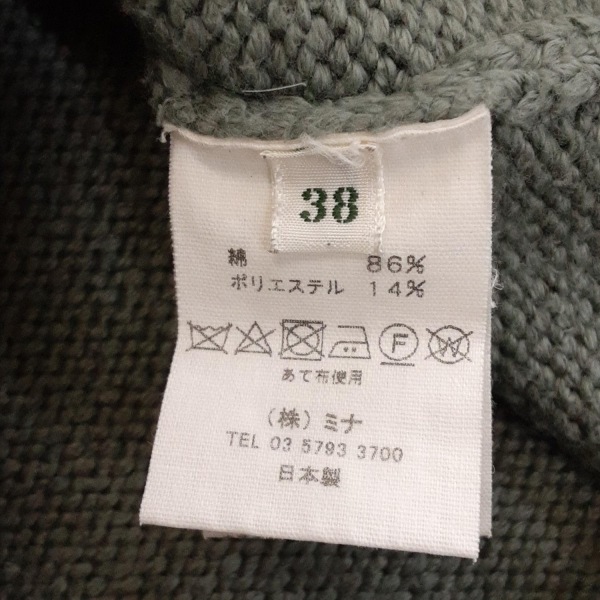 38
綿 86%
ポリエステル 14%
F W
あて布使用
(株)ミナ
TEL 03 5793 3700
日本製